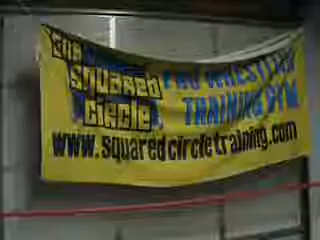 The
Squared
Circle
Pro Wrestling
Training Gym
www.squaredcircletraining.com